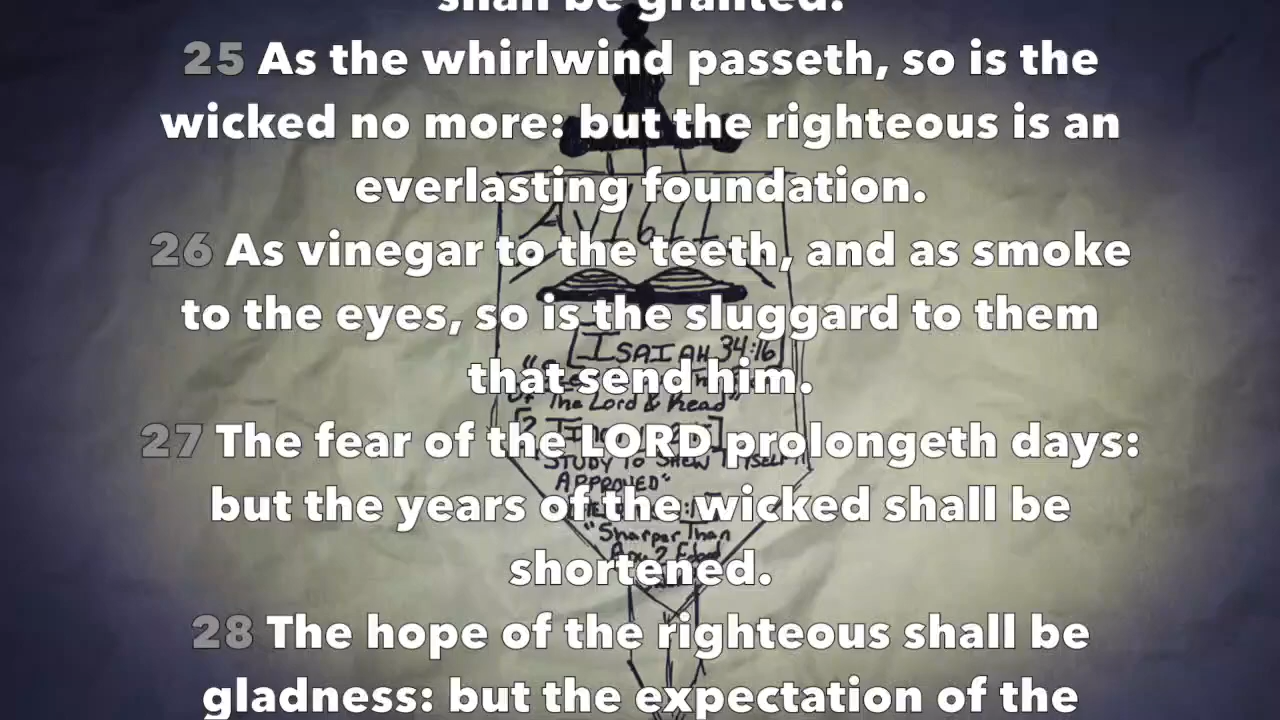 shall be granted.
25 As the whirlwind passeth, so is the
wicked no more: but the righteous is an
everlasting foundation.
26 As vinegar to the teeth, and as smoke
to the eyes, so is the sluggard to them
that send him.
27 The fear of the LORD prolongeth days:
but the years of the wicked shall be
shortened.
28 The hope of the righteous shall be
gladness: but the expectation of the
AV1611
[ISAIAH 34:16]
The Lord & Read"
"STUDY TO SHEW
APPROVED"
"Sharper Than